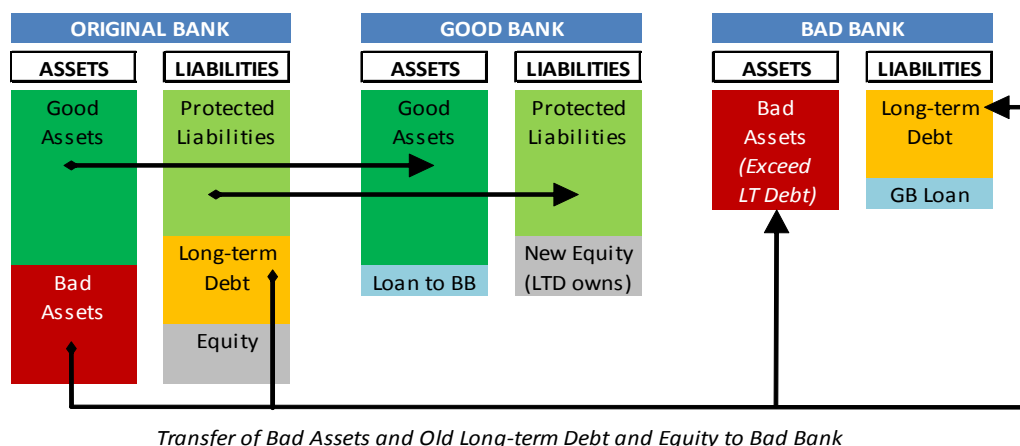 ORIGINAL BANK
ASSETS
LIABILITIES
Good
Assets
Bad
Assets
Protected
Liabilities
Long-term
Debt
Equity
GOOD BANK
ASSETS
LIABILITIES
Good
Assets
Loan to BB
Protected
Liabilities
New Equity
(LTD owns)
BAD BANK
ASSETS
LIABILITIES
Bad
Assets
(Exceed
LT Debt)
Long-term
Debt
GB Loan
Transfer of Bad Assets and Old Long-term Debt and Equity to Bad Bank